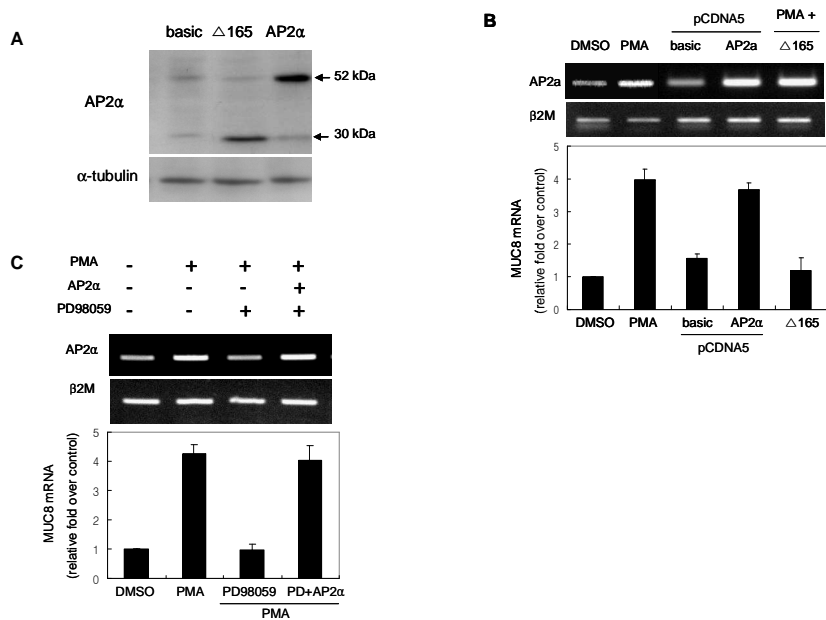 A
basic △165 AP2α
AP2α
52 kDa
30 kDa
α-tubulin
B
pCDNA5 PMA +
DMSO PMA basic AP2a △165
AP2a
β2M
MUC8 mRNA
(relative fold over control)
5
4
3
2
1
0
DMSO PMA basic AP2α △165
pCDNA5
C
PMA - + + +
AP2α - - - +
PD98059 - - + +
AP2α
β2M
MUC8 mRNA
(relative fold over control)
5
4
3
2
1
0
DMSO PMA PD98059 PD+AP2α
PMA